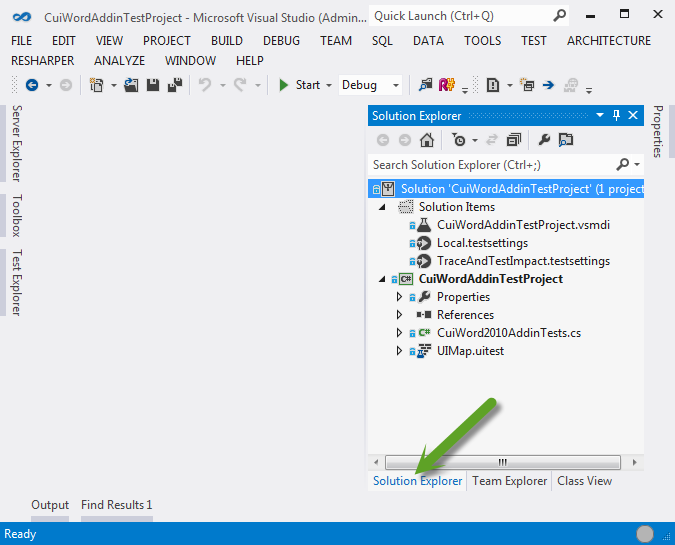 CuiWordAddinTestProject - Microsoft Visual Studio (Admin... Quick Launch (Ctrl+Q)
FILE EDIT VIEW PROJECT BUILD DEBUG TEAM SQL DATA TOOLS TEST ARCHITECTURE
RESHARPER ANALYZE WINDOW HELP
Start Debug
Server Explorer
Toolbox
Test Explorer
Solution Explorer
Search Solution Explorer (Ctrl+;)
Solution 'CuiWordAddinTestProject' (1 project
Solution Items
CuiWordAddinTestProject.vsmdi
Local.testsettings
TraceAndTestImpact.testsettings
C# CuiWordAddinTestProject
Properties
References
C# CuiWord2010AddinTests.cs
UIMap.uitest
Solution Explorer Team Explorer Class View
Properties
Output Find Results 1
Ready